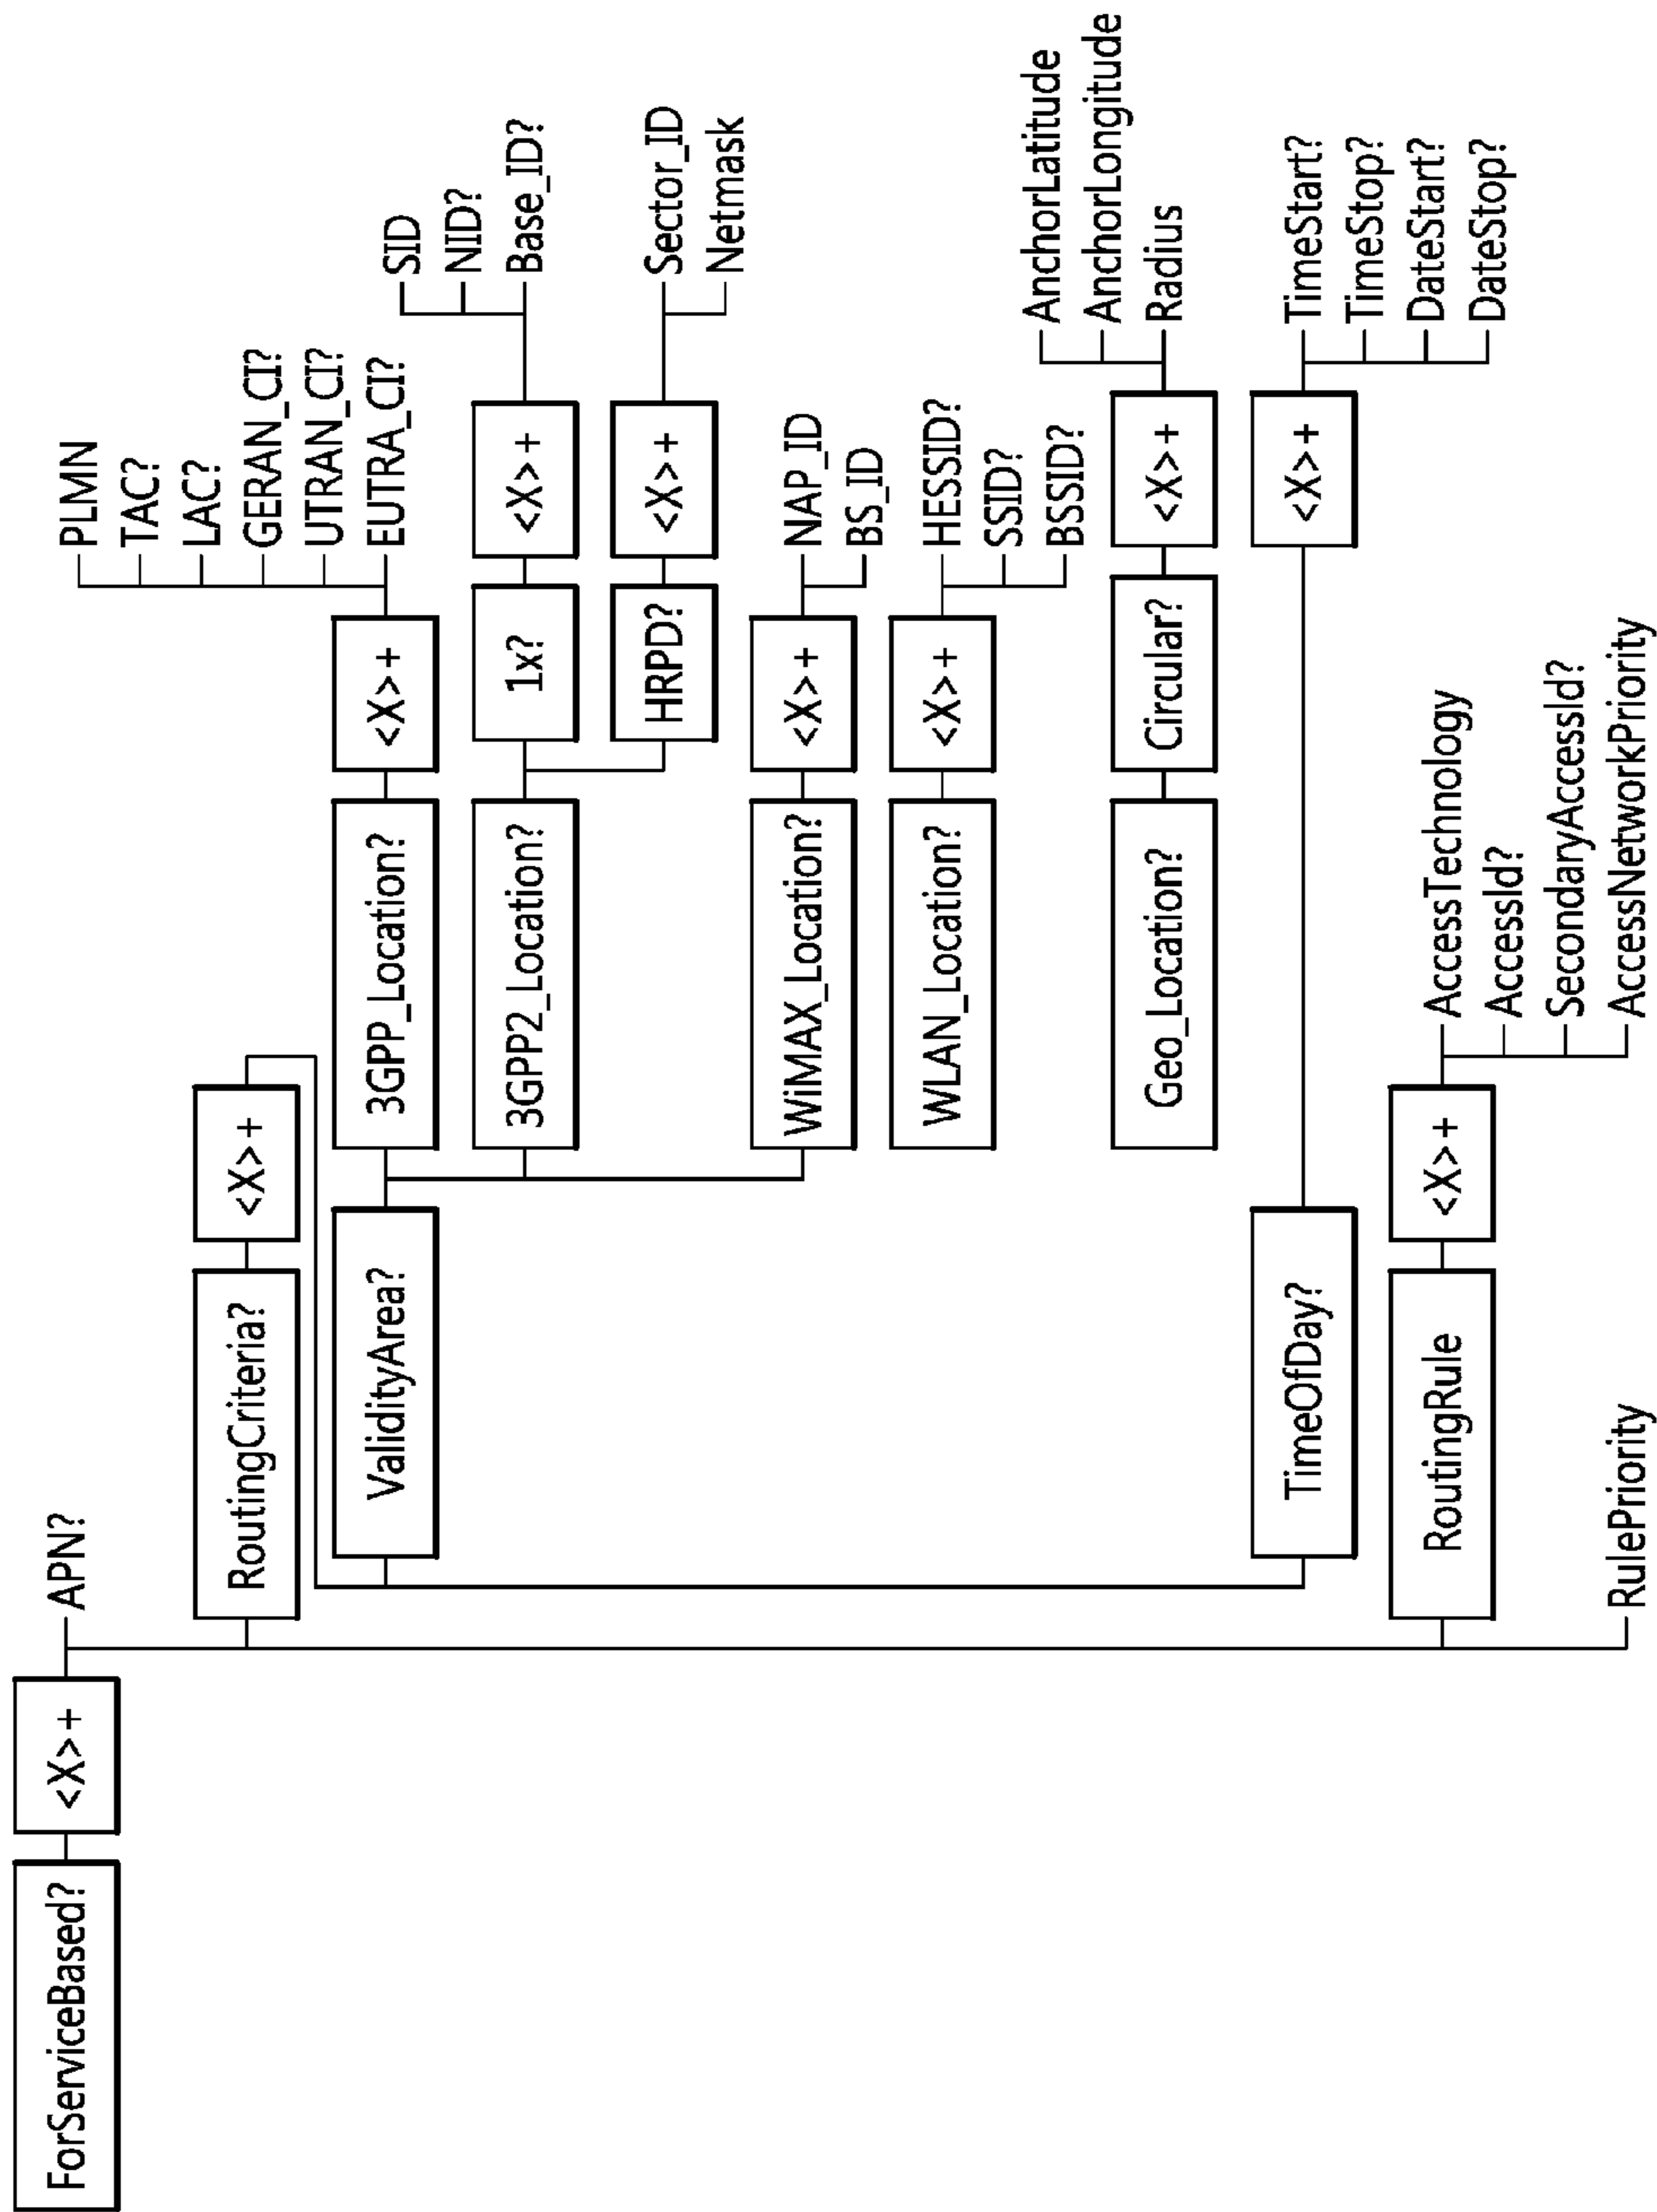 ForServiceBased?
<X>+
APN?
RoutingCriteria?
<X>+
ValidityArea?
3GPP_Location?
<X>+
PLMN
TAC?
LAC?
GERAN_CI?
UTRAN_CI?
EUTRA_CI?
3GPP2_Location?
1x?
<X>+
SID
NID?
Base_ID?
HRPD?
<X>+
Sector_ID
Netmask
WiMAX_Location?
<X>+
NAP_ID
BS_ID
WLAN_Location?
<X>+
HESSID?
SSID?
BSSID?
Geo_Location?
Circular?
<X>+
AnchorLatitude
AnchorLongitude
Radius
TimeOfDay?
<X>+
TimeStart?
TimeStop?
DateStart?
DateStop?
RoutingRule
<X>+
AccessTechnology
AccessId?
SecondaryAccessId?
AccessNetworkPriority
RulePriority